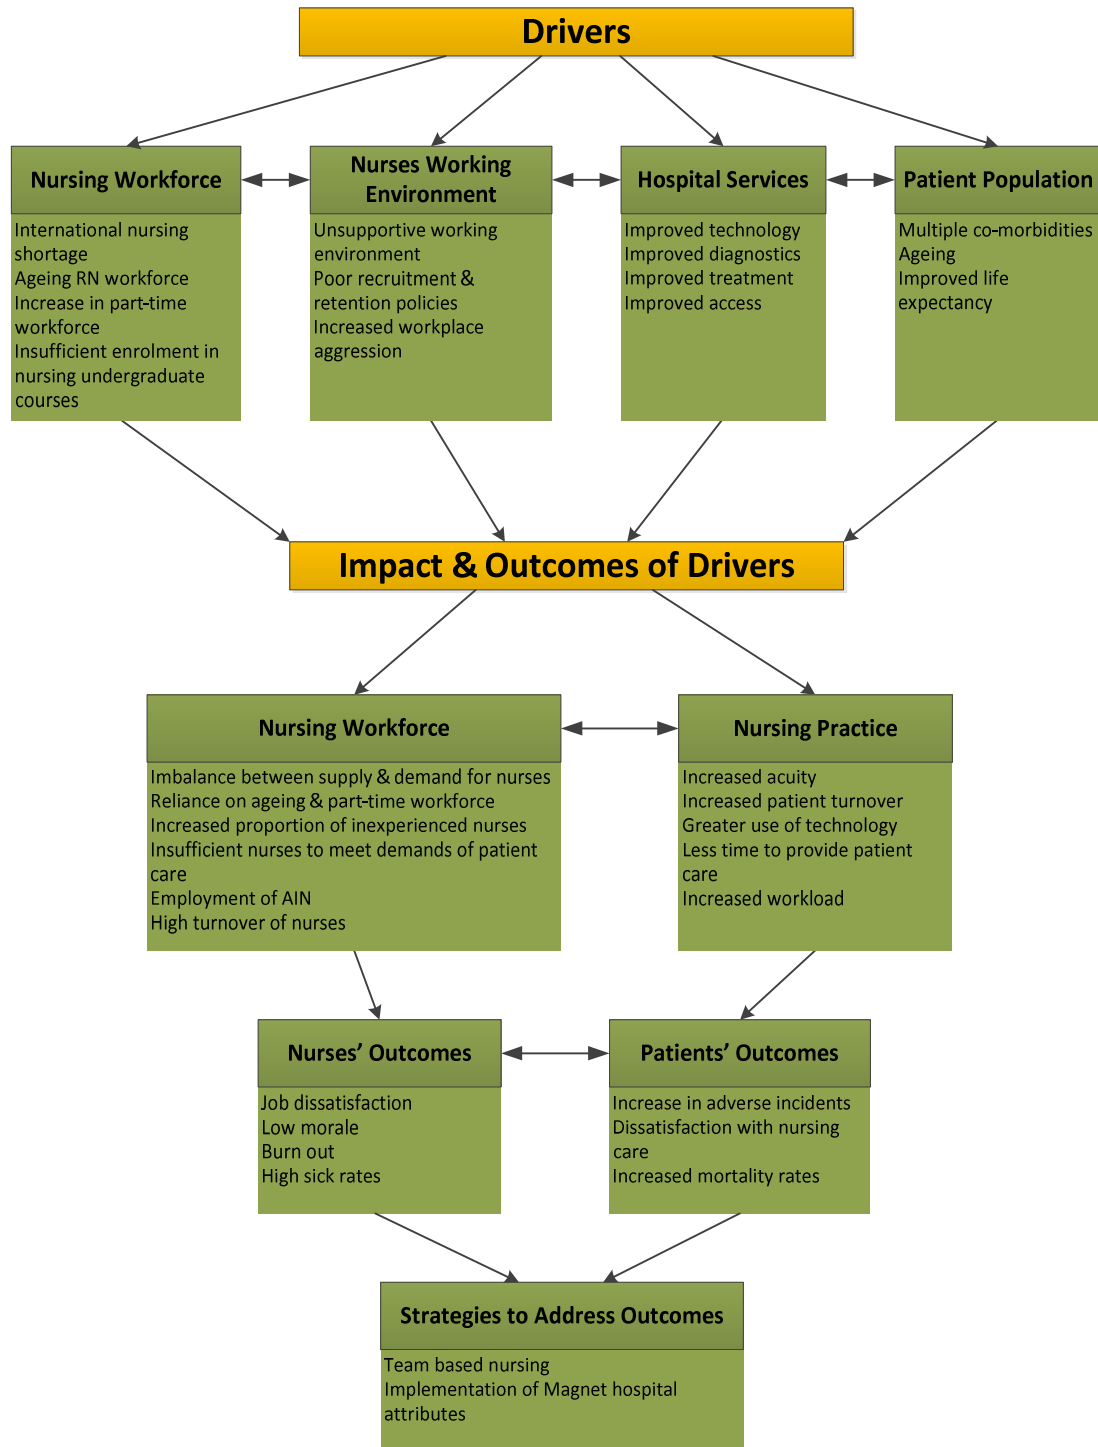 Drivers
Nursing Workforce
International nursing
shortage
Ageing RN workforce
Increase in part-time
workforce
Insufficient enrolment in
nursing undergraduate
courses
Nurses Working
Environment
Unsupportive working
environment
Poor recruitment &
retention policies
Increased workplace
aggression
Hospital Services
Improved technology
Improved diagnostics
Improved treatment
Improved access
Patient Population
Multiple co-morbidities
Ageing
Improved life
expectancy
Impact & Outcomes of Drivers
Nursing Workforce
Imbalance between supply & demand for nurses
Reliance on ageing & part-time workforce
Increased proportion of inexperienced nurses
Insufficient nurses to meet demands of patient
care
Employment of AIN
High turnover of nurses
Nursing Practice
Increased acuity
Increased patient turnover
Greater use of technology
Less time to provide patient
care
Increased workload
Nurses’ Outcomes
Job dissatisfaction
Low morale
Burn out
High sick rates
Patients’ Outcomes
Increase in adverse incidents
Dissatisfaction with nursing
care
Increased mortality rates
Strategies to Address Outcomes
Team based nursing
Implementation of Magnet hospital
attributes